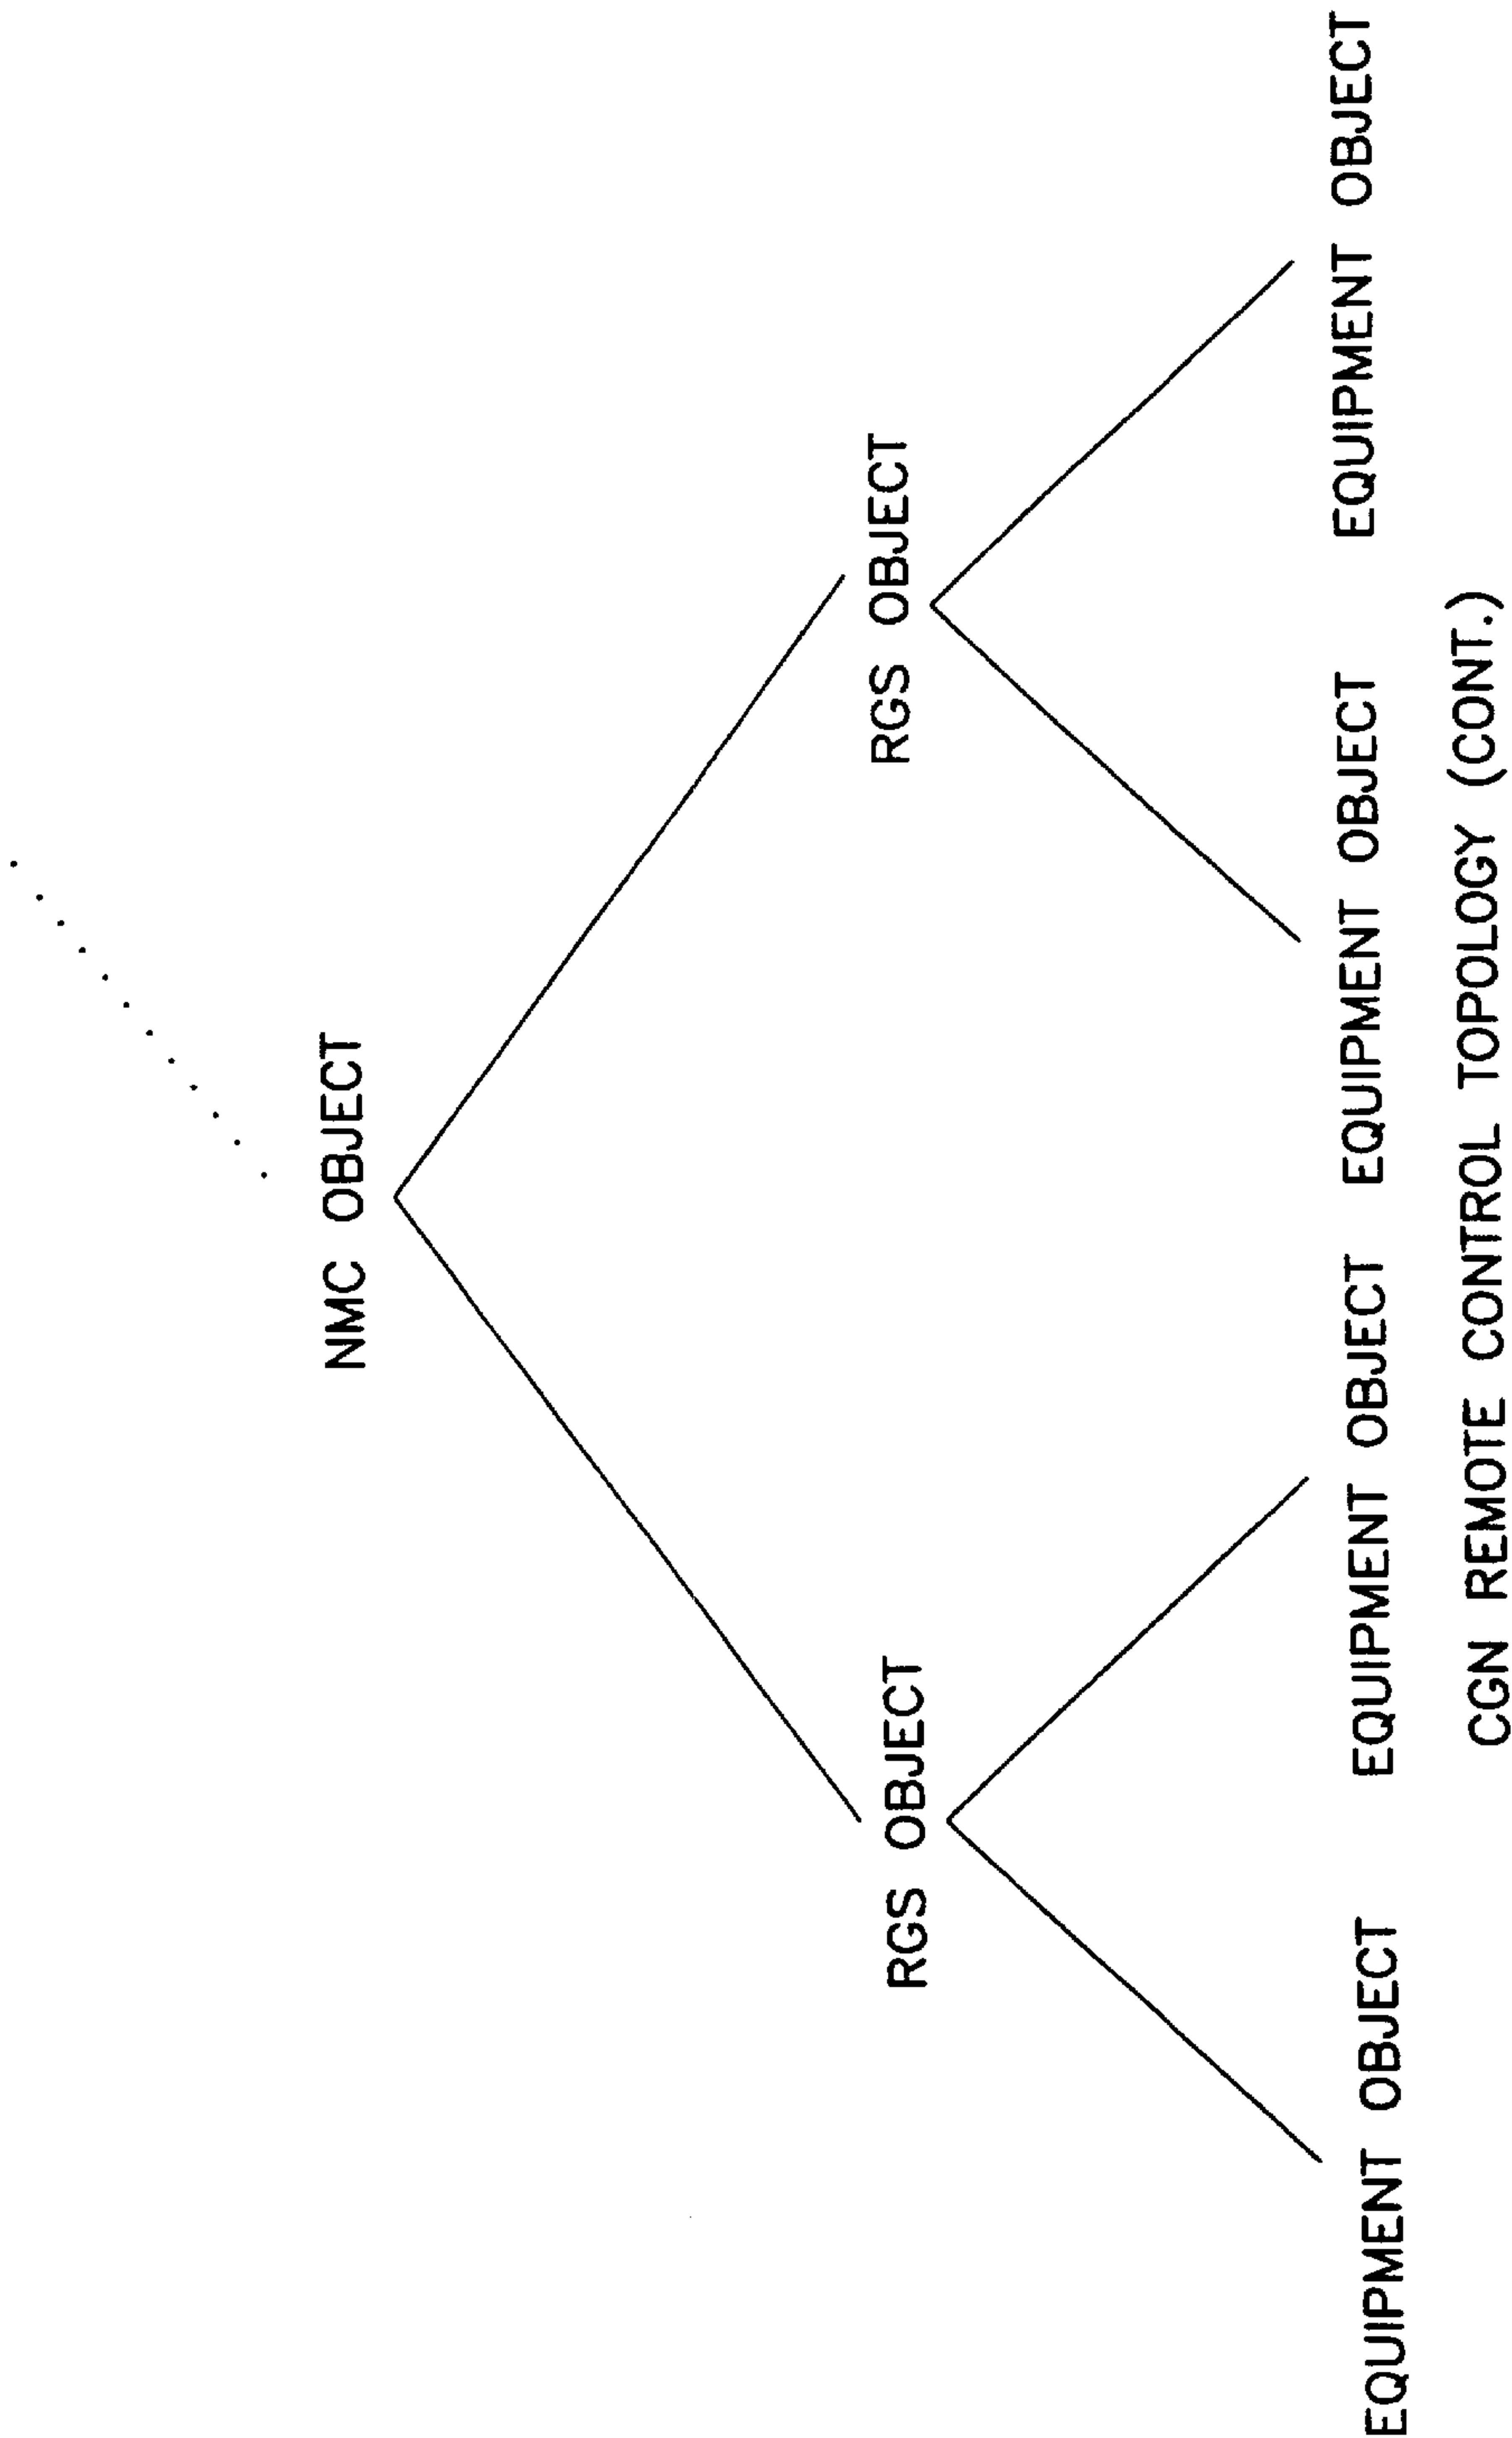 NMC OBJECT
RGS OBJECT
RGS OBJECT
EQUIPMENT OBJECT
EQUIPMENT OBJECT
EQUIPMENT OBJECT
EQUIPMENT OBJECT
CGN REMOTE CONTROL TOPOLOGY (CONT.)